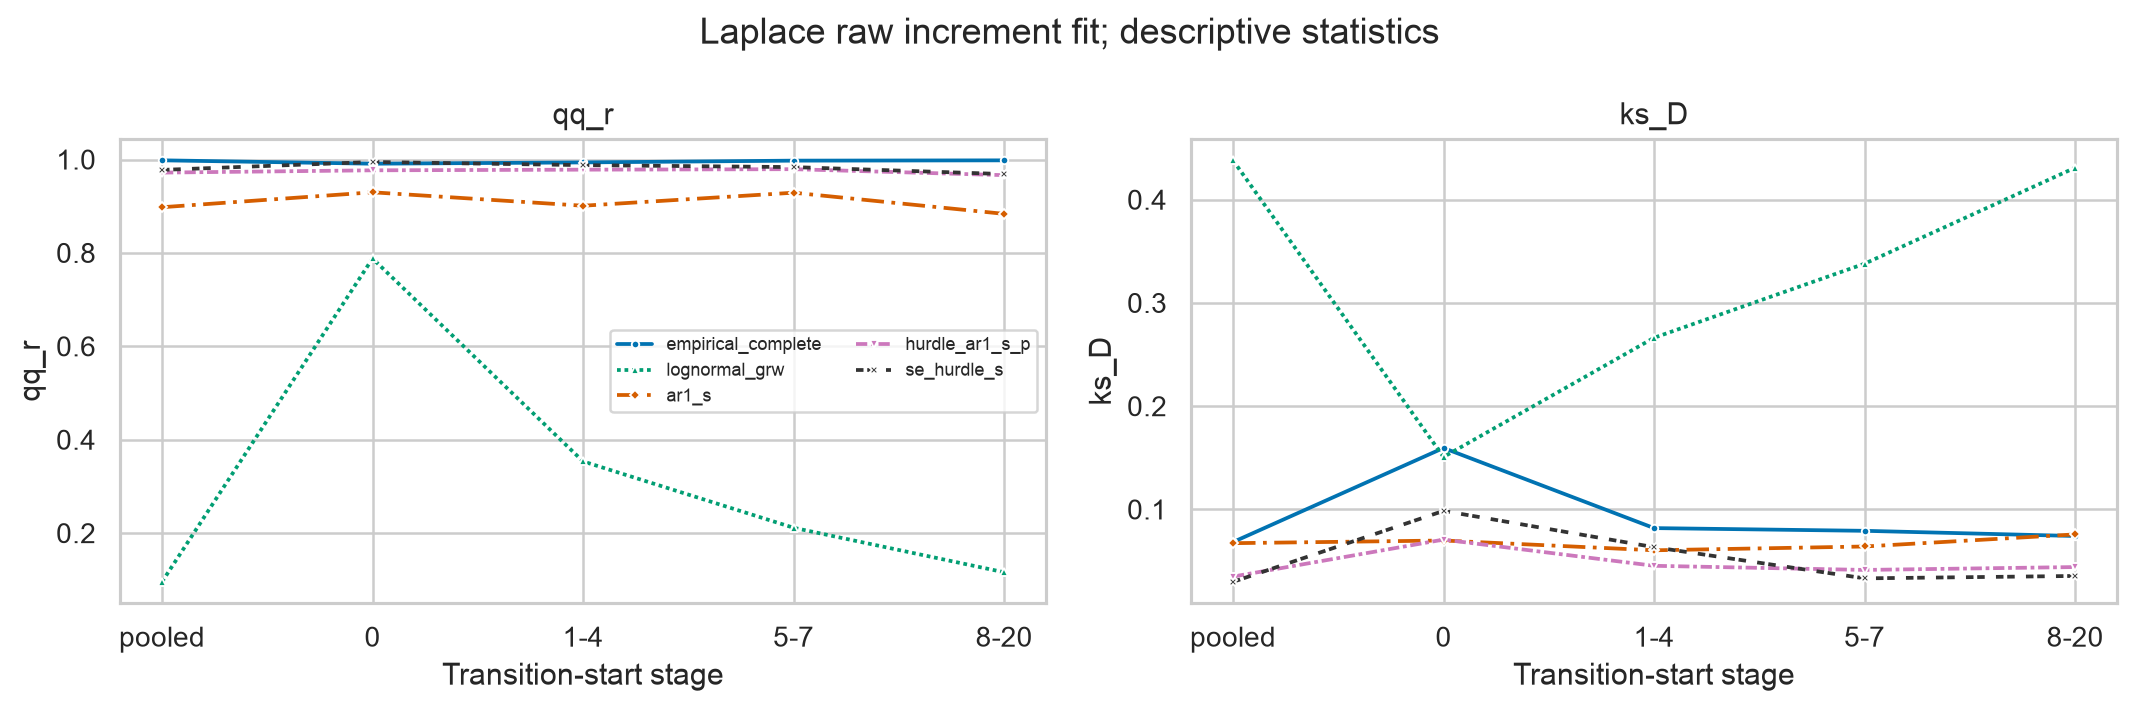 Laplace raw increment fit; descriptive statistics
qq_r
qq_r
1.0
0.8
0.6
0.4
0.2
empirical_complete
lognormal_grw
ar1_s
hurdle_ar1_s_p
se_hurdle_s
pooled
0
1-4
5-7
8-20
Transition-start stage
ks_D
ks_D
0.4
0.3
0.2
0.1
pooled
0
1-4
5-7
8-20
Transition-start stage